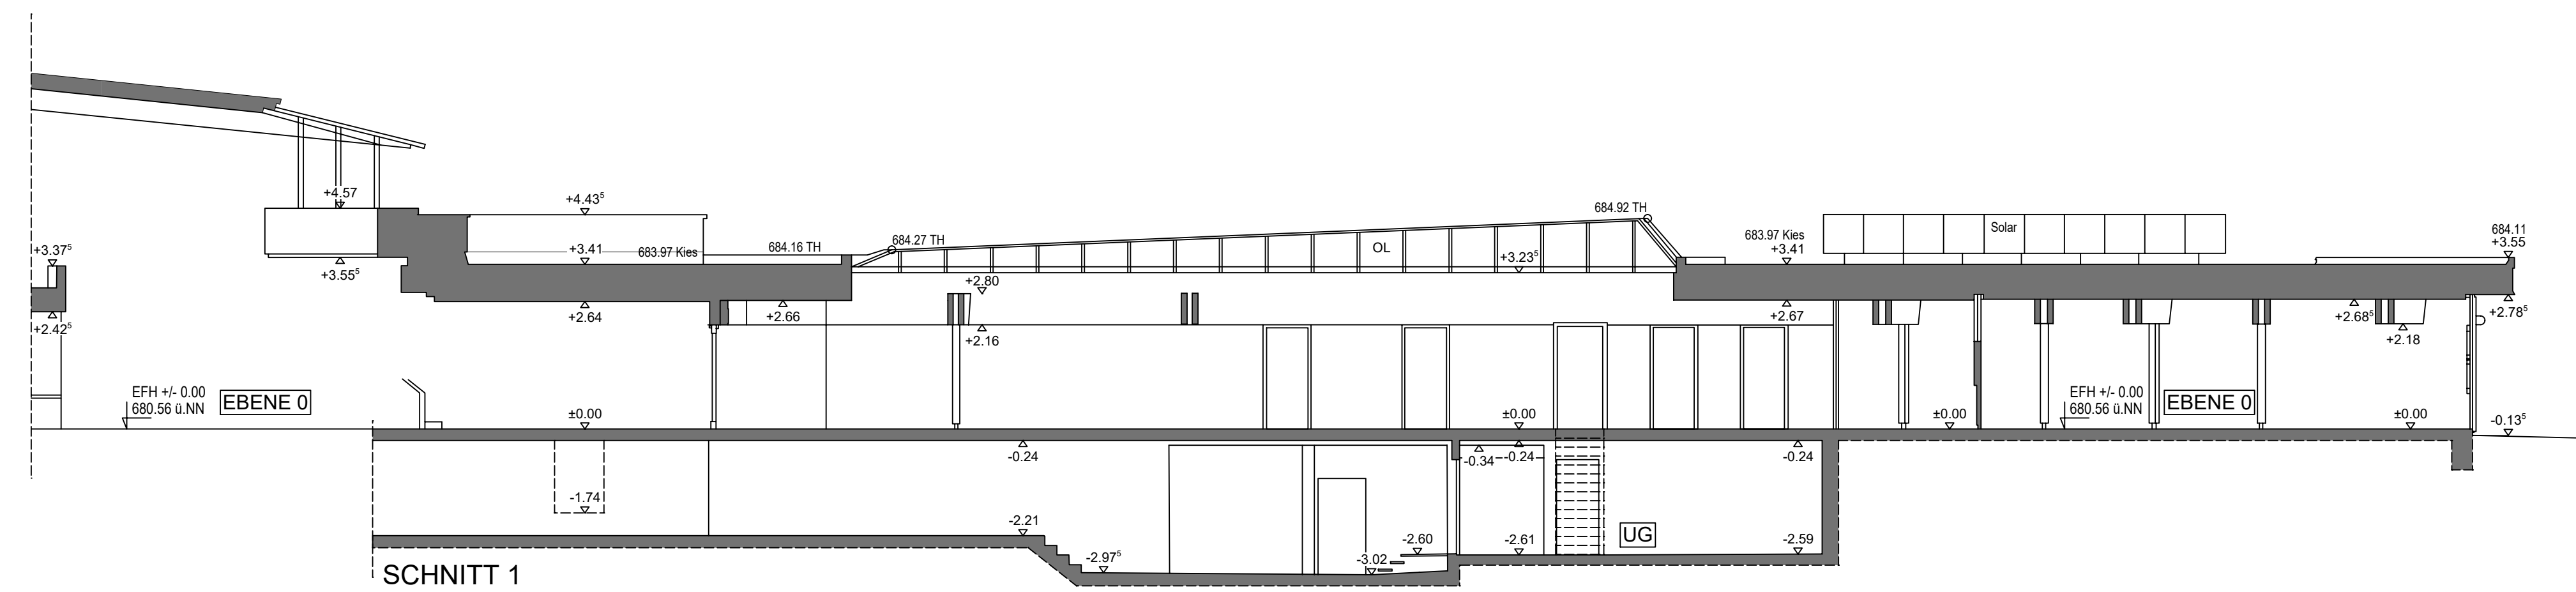 +4.57
+4.43⁵
684.92 TH
+3.37⁵
+3.55⁵
+3.41
683.97 Kies
684.16 TH
684.27 TH
OL
+3.23⁵
683.97 Kies
+3.41
Solar
684.11
+3.55
+2.42⁵
+2.64
+2.66
+2.80
+2.16
+2.67
+2.68⁵
+2.18
+2.78⁵
EFH +/- 0.00
680.56 ü.NN
EBENE 0
±0.00
±0.00
±0.00
EFH +/- 0.00
680.56 ü.NN
EBENE 0
±0.00
-0.13⁵
-0.24
-0.34
-0.24
-0.24
-1.74
-2.21
-2.97⁵
-3.02
-2.60
-2.61
UG
-2.59
SCHNITT 1